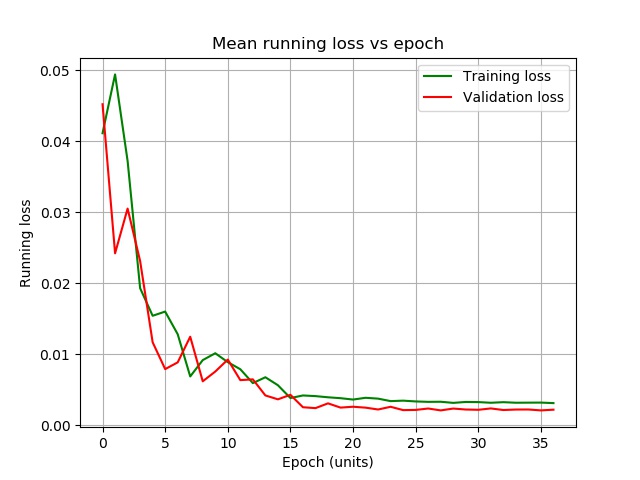 Mean running loss vs epoch
Training loss
Validation loss
0.05
0.04
0.03
0.02
0.01
0.00
Running loss
0 5 10 15 20 25 30 35
Epoch (units)